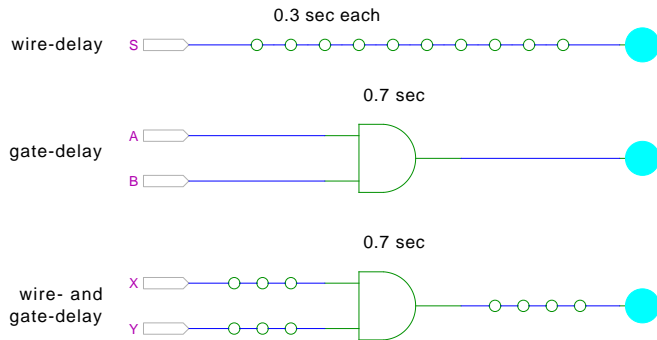 0.3 sec each
wire-delay
S
0.7 sec
A
gate-delay
B
0.7 sec
X
wire- and
gate-delay
Y